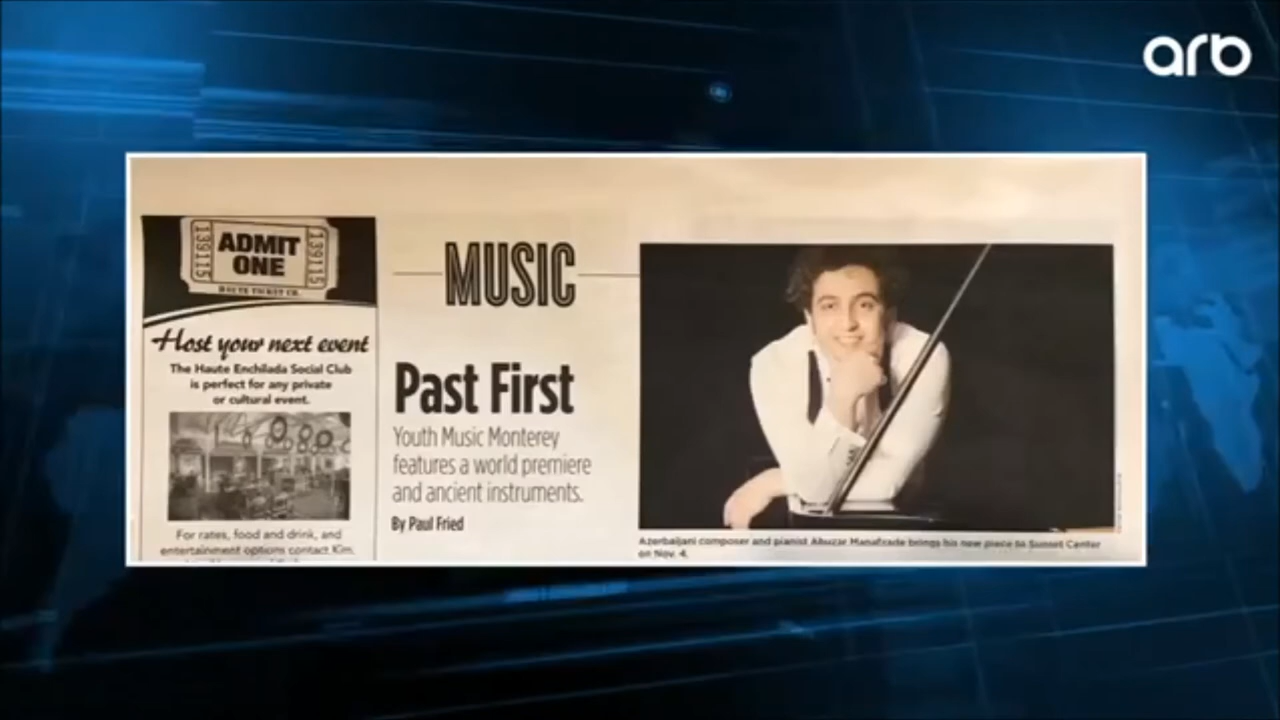 arb
139115
ADMIT
ONE
139115
HAUTE TICKET CO.
Host your next event
The Haute Enchilada Social Club
is perfect for any private
or cultural event.
For rates, food and drink, and
entertainment options contact Kim.
MUSIC
Past First
Youth Music Monterey
features a world premiere
and ancient instruments.
By Paul Fried
Azerbaijani composer and pianist Abuzar Manafzade brings his new piece to Sunset Center
on Nov. 4.